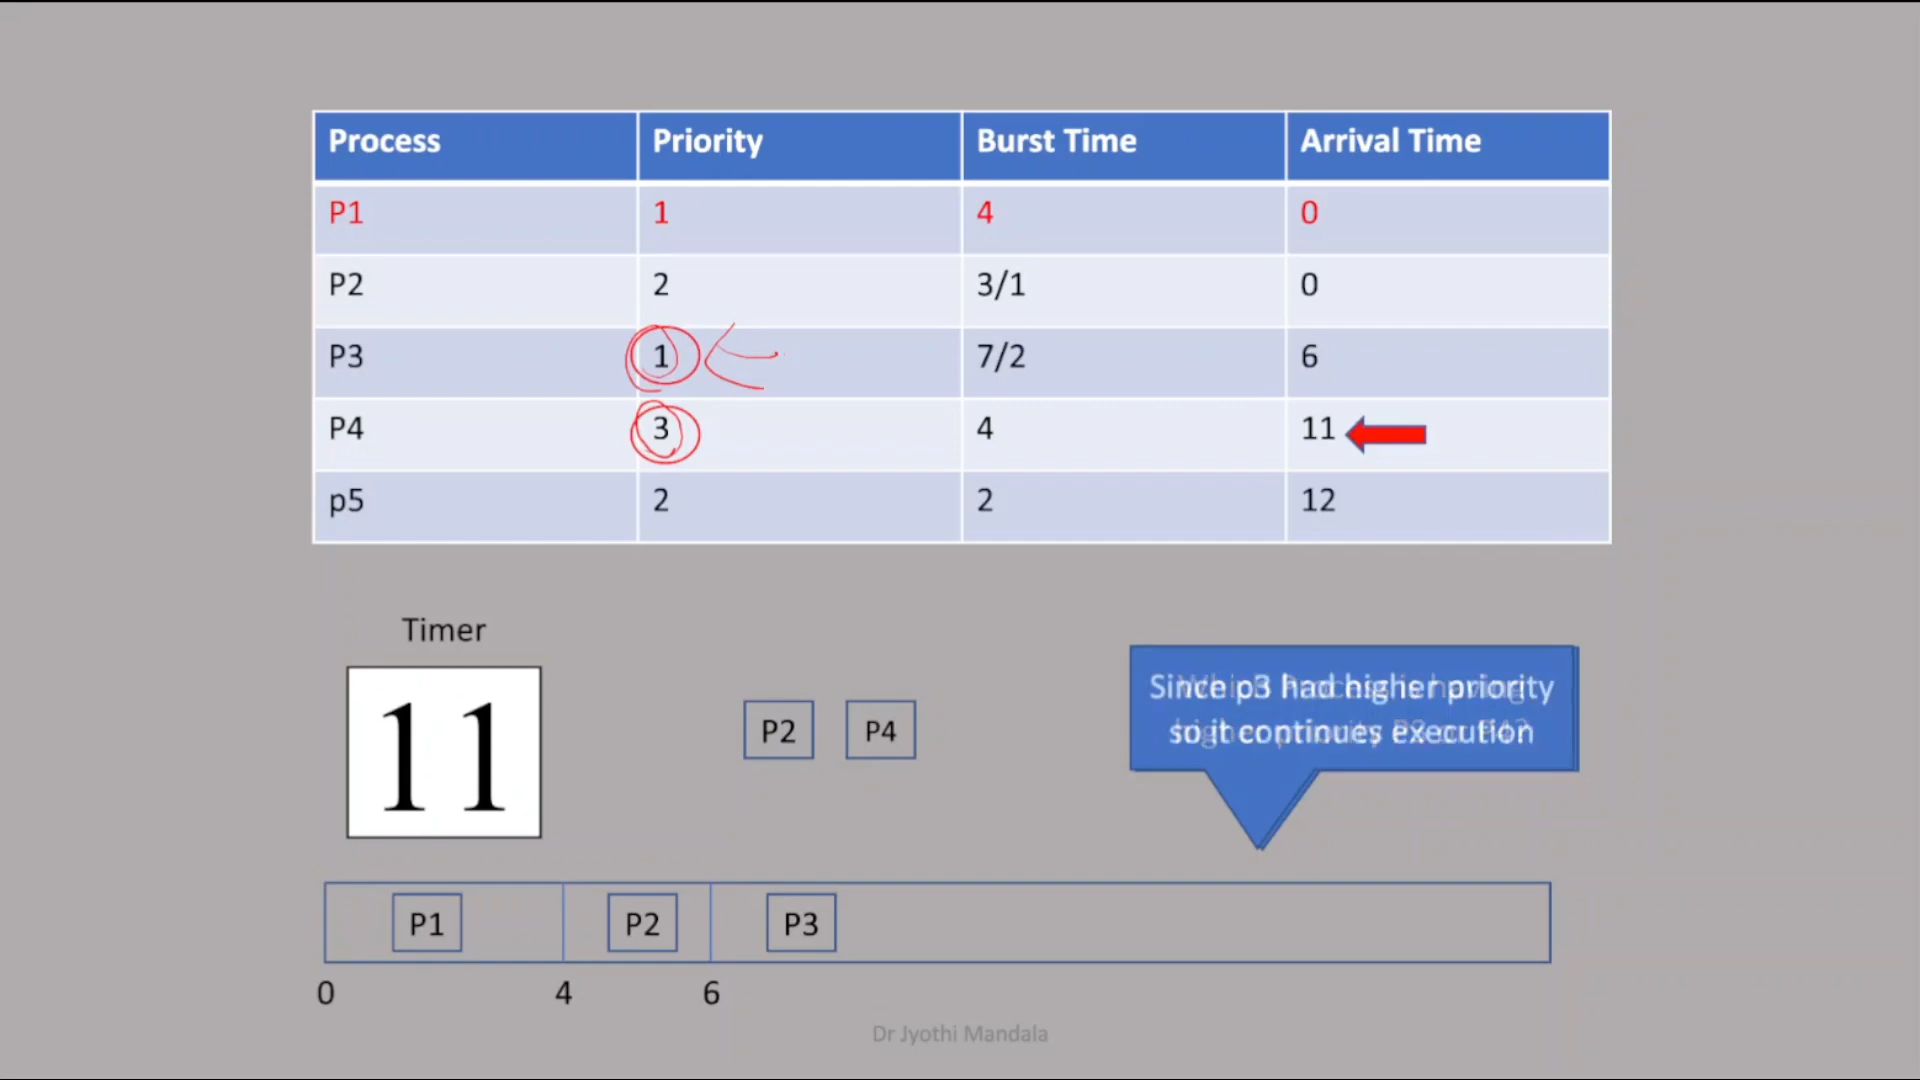 Process Priority Burst Time Arrival Time
P1 1 4 0
P2 2 3/1 0
P3 1 7/2 6
P4 3 4 11
p5 2 2 12
Timer
11
P2 P4
Since p3 had higher priority
so it continues execution
P1 P2 P3
0 4 6
Dr Jyothi Mandala